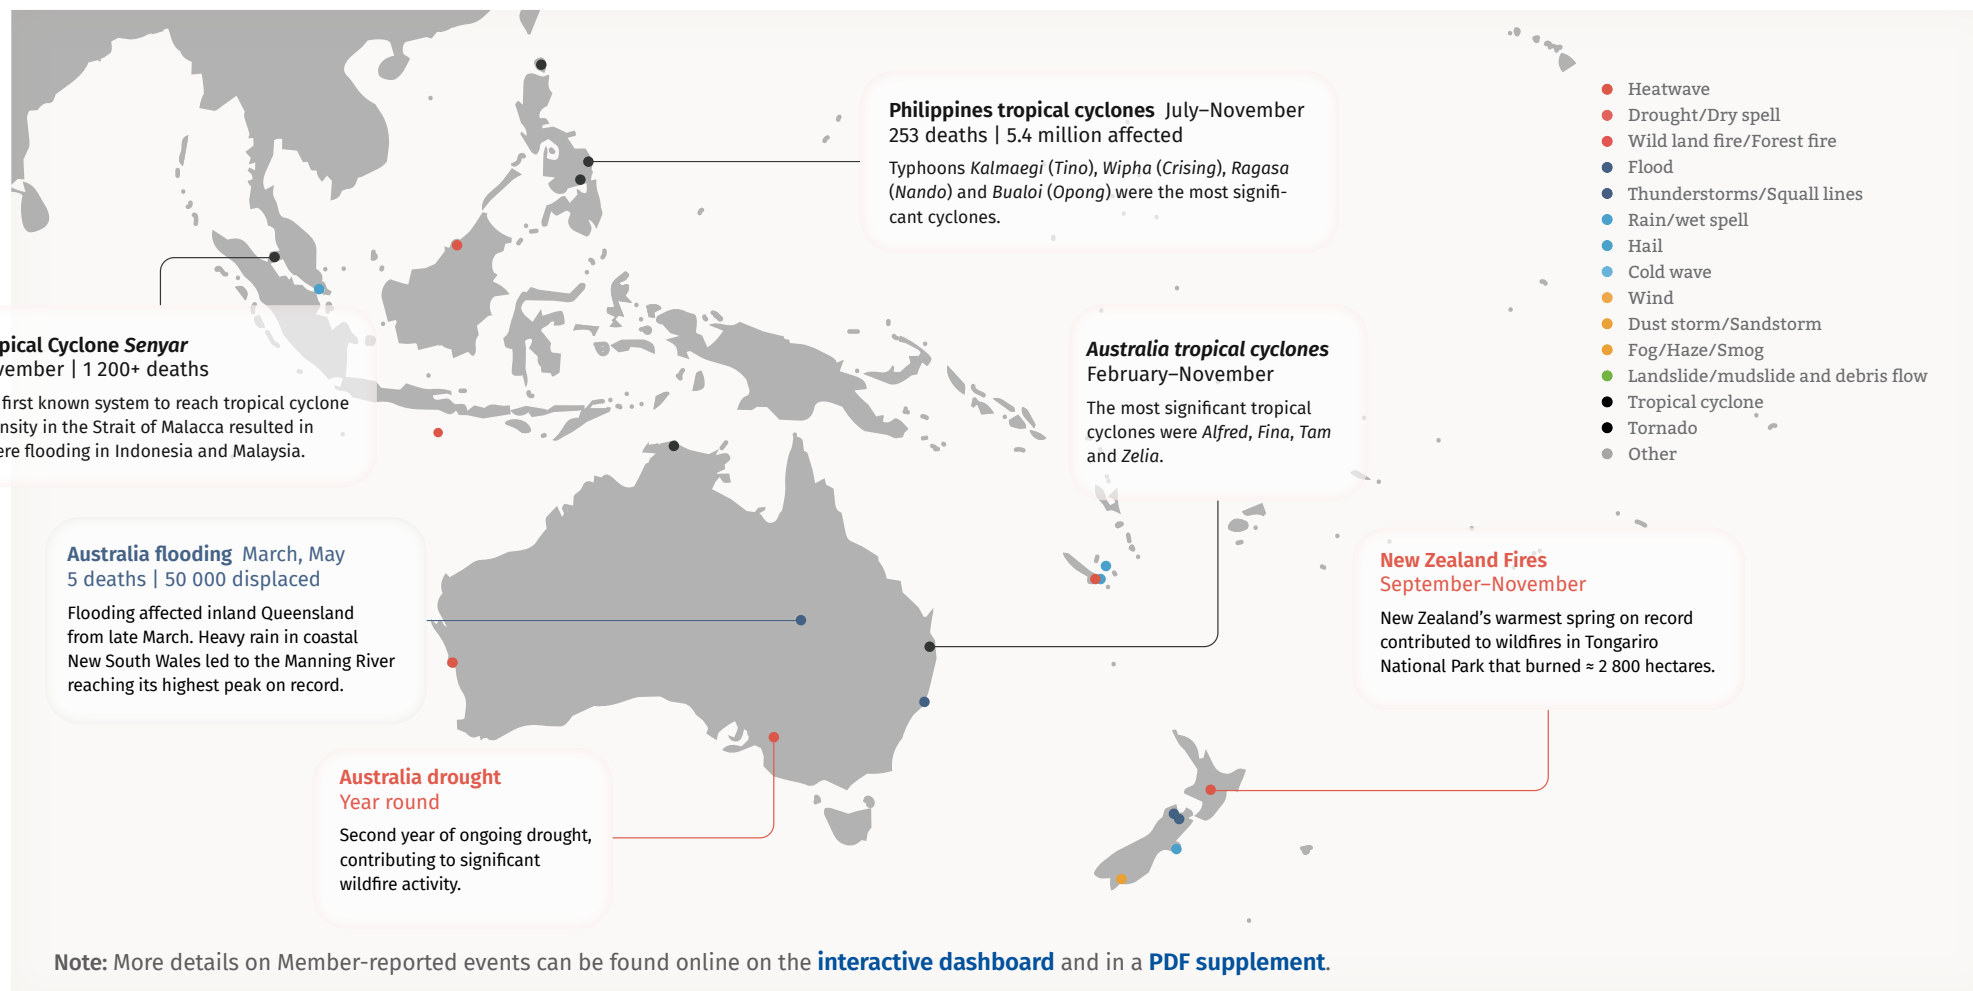 Philippines tropical cyclones July–November
253 deaths | 5.4 million affected
Typhoons Kalmaegi (Tino), Wipha (Crising), Ragasa
(Nando) and Bualoi (Opong) were the most signifi-
cant cyclones.
Heatwave
Drought/Dry spell
Wild land fire/Forest fire
Flood
Thunderstorms/Squall lines
Rain/wet spell
Hail
Cold wave
Wind
Dust storm/Sandstorm
Fog/Haze/Smog
Landslide/mudslide and debris flow
Tropical cyclone
Tornado
Other
pical Cyclone Senyar
vember | 1 200+ deaths
first known system to reach tropical cyclone
nsity in the Strait of Malacca resulted in
ere flooding in Indonesia and Malaysia.
Australia tropical cyclones
February–November
The most significant tropical
cyclones were Alfred, Fina, Tam
and Zelia.
Australia flooding March, May
5 deaths | 50 000 displaced
Flooding affected inland Queensland
from late March. Heavy rain in coastal
New South Wales led to the Manning River
reaching its highest peak on record.
New Zealand Fires
September–November
New Zealand’s warmest spring on record
contributed to wildfires in Tongariro
National Park that burned ≈ 2 800 hectares.
Australia drought
Year round
Second year of ongoing drought,
contributing to significant
wildfire activity.
Note: More details on Member-reported events can be found online on the interactive dashboard and in a PDF supplement.